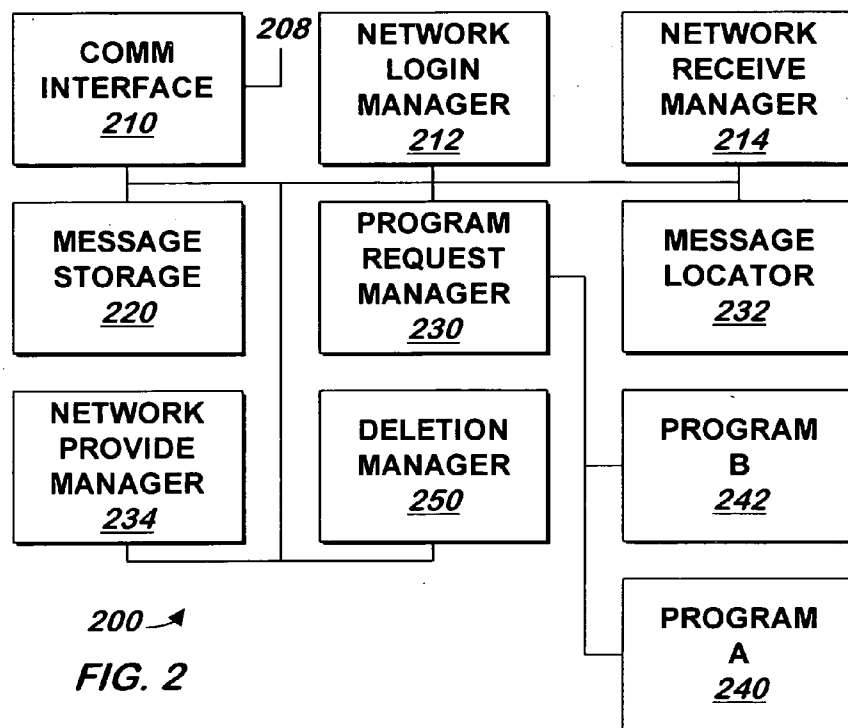 COMM
INTERFACE
210
208
NETWORK
LOGIN
MANAGER
212
NETWORK
RECEIVE
MANAGER
214
MESSAGE
STORAGE
220
PROGRAM
REQUEST
MANAGER
230
MESSAGE
LOCATOR
232
NETWORK
PROVIDE
MANAGER
234
DELETION
MANAGER
250
PROGRAM
B
242
PROGRAM
A
240
200
FIG. 2